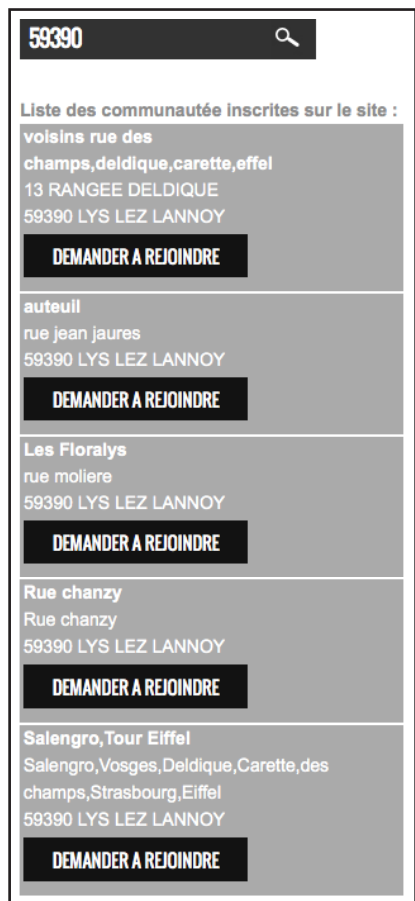 59390
Liste des communautée inscrites sur le site :
voisins rue des
champs,deldique,carette,effel
13 RANGEE DELDIQUE
59390 LYS LEZ LANNOY
DEMANDER A REJOINDRE
auteuil
rue jean jaures
59390 LYS LEZ LANNOY
DEMANDER A REJOINDRE
Les Floralys
rue moliere
59390 LYS LEZ LANNOY
DEMANDER A REJOINDRE
Rue chanzy
Rue chanzy
59390 LYS LEZ LANNOY
DEMANDER A REJOINDRE
Salengro,Tour Eiffel
Salengro,Vosges,Deldique,Carette,des
champs,Strasbourg,Eiffel
59390 LYS LEZ LANNOY
DEMANDER A REJOINDRE